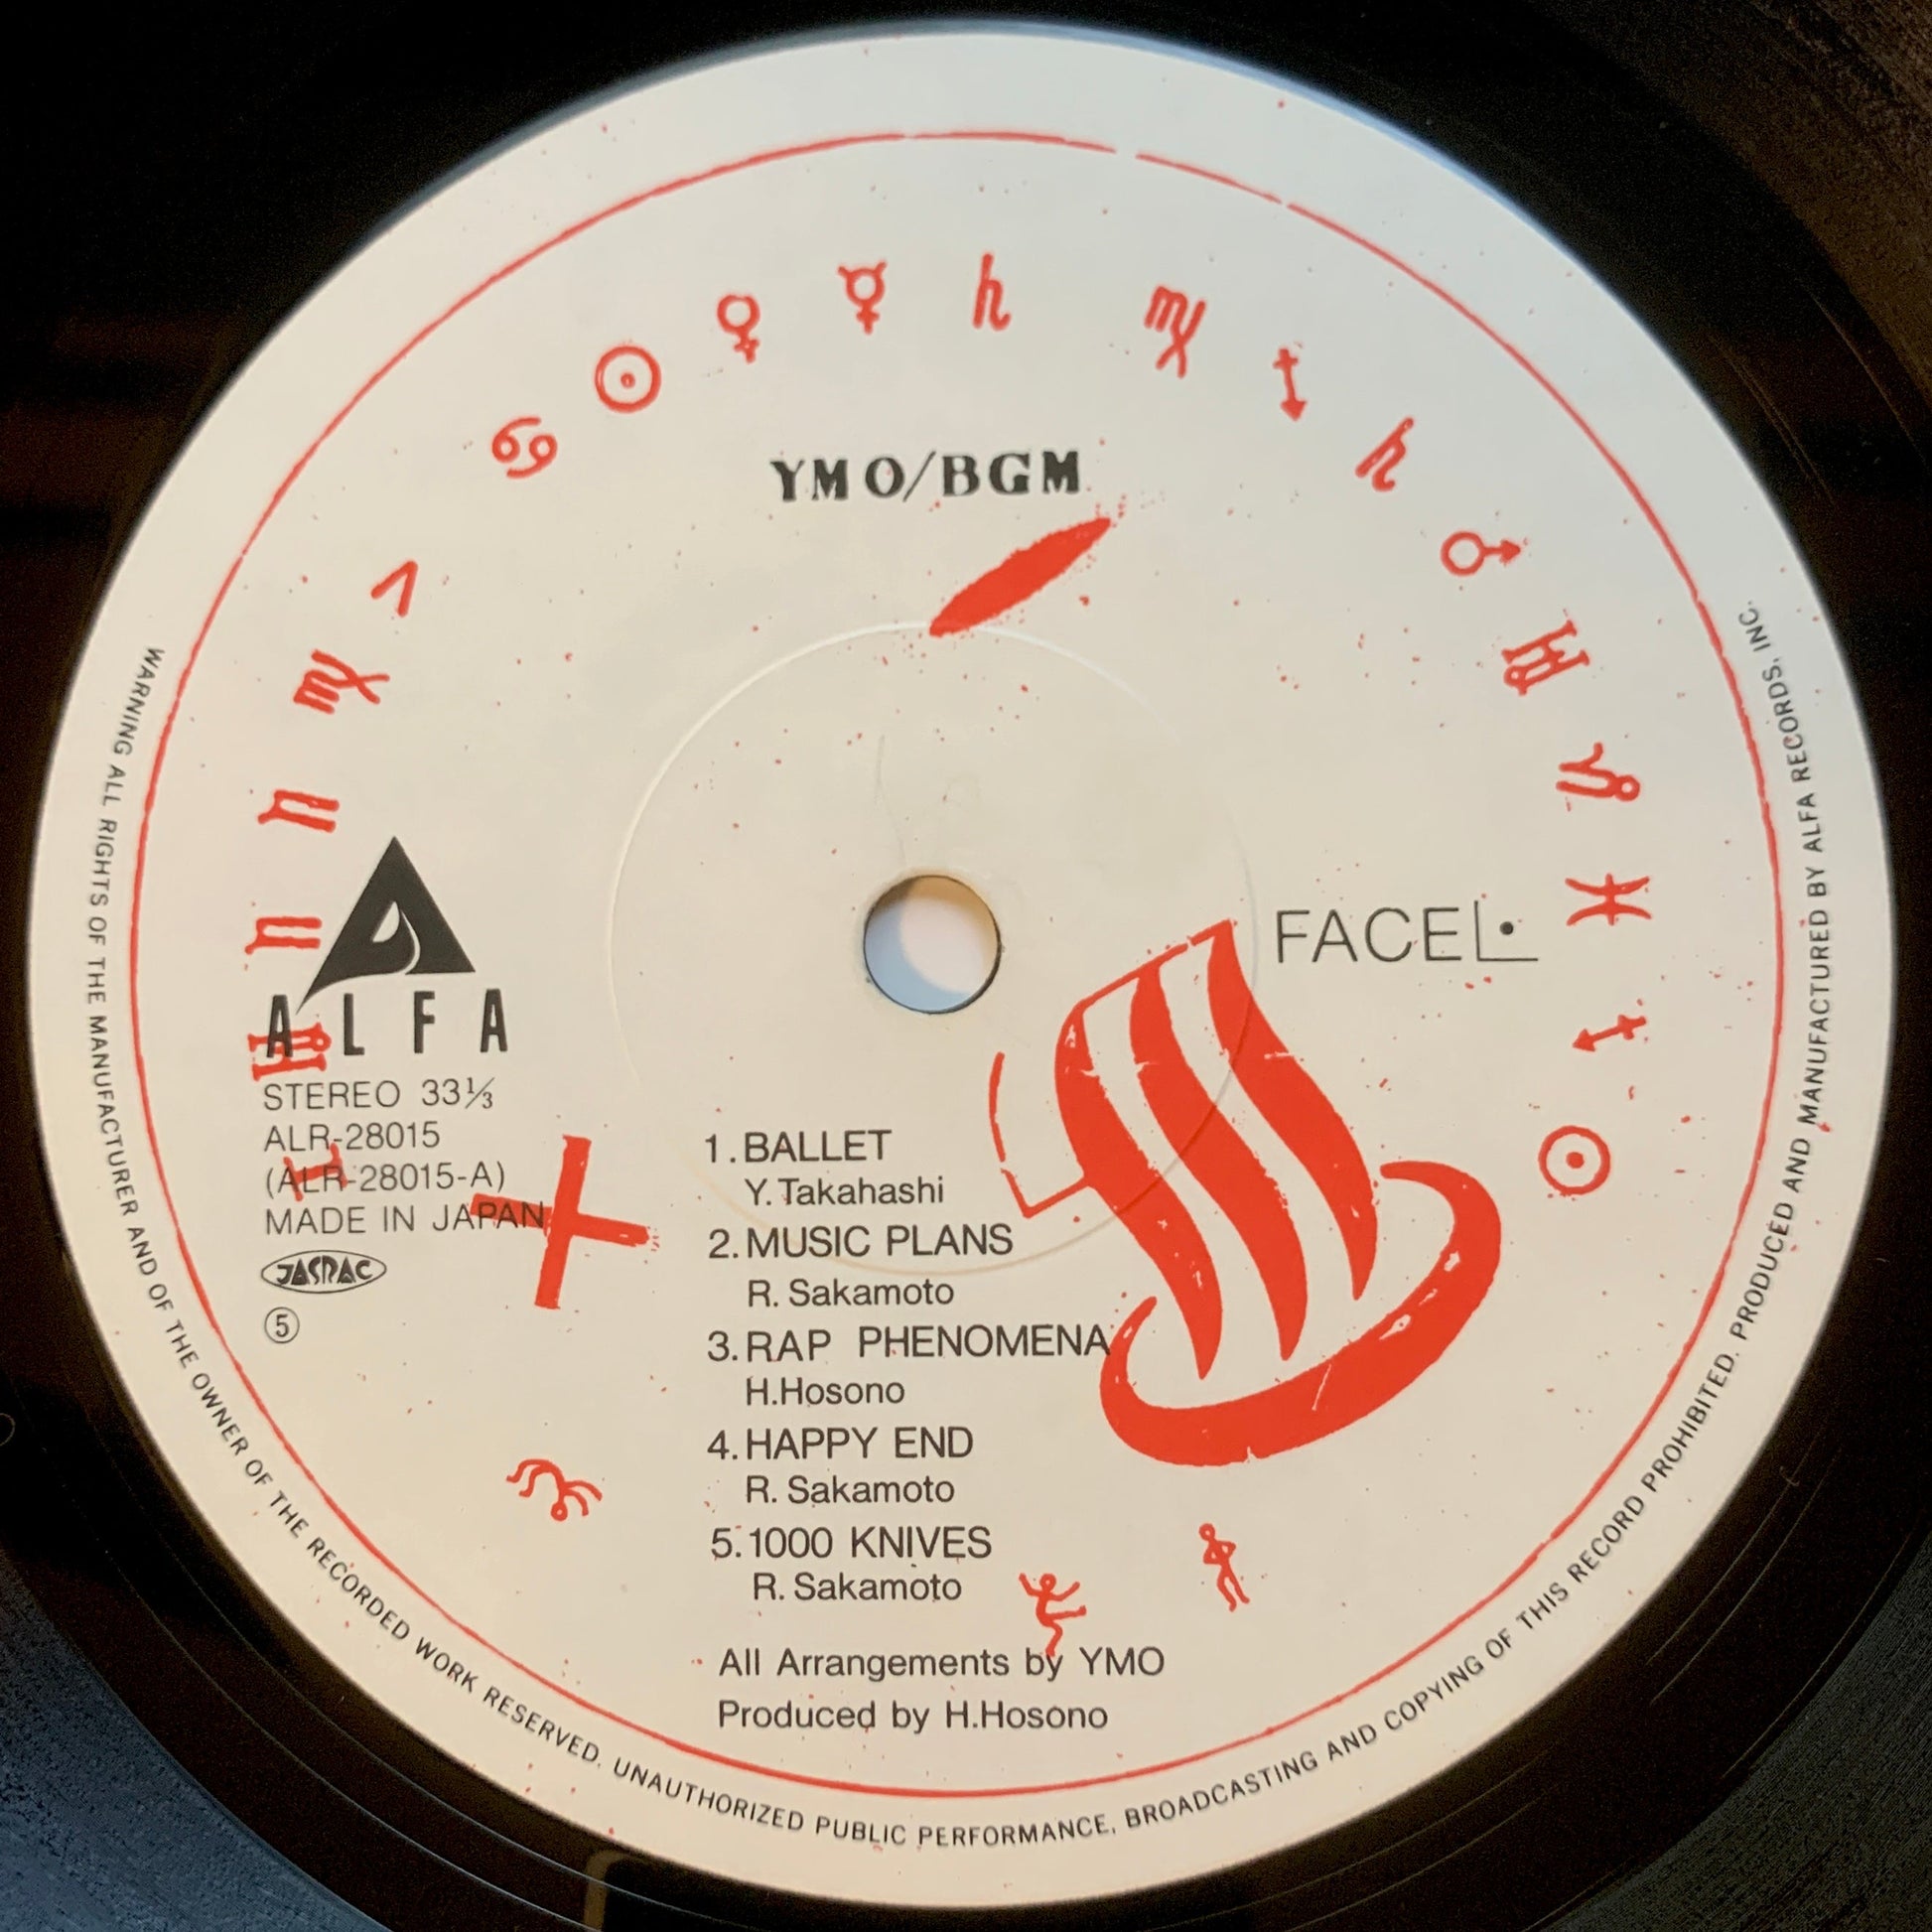 YMO/BGM
FACE
ALFA
STEREO 33⅓
ALR-28015
(ALR-28015-A)
MADE IN JAPAN
JASRAC
⑤
1. BALLET
Y. Takahashi
2. MUSIC PLANS
R. Sakamoto
3. RAP PHENOMENA
H.Hosono
4. HAPPY END
R. Sakamoto
5. 1000 KNIVES
R. Sakamoto
All Arrangements by YMO
Produced by H.Hosono
WARNING ALL RIGHTS OF THE MANUFACTURER AND OF THE OWNER OF THE RECORDED WORK RESERVED. UNAUTHORIZED PUBLIC PERFORMANCE, BROADCASTING AND COPYING OF THIS RECORD PROHIBITED. PRODUCED AND MANUFACTURED BY ALFA RECORDS, INC.